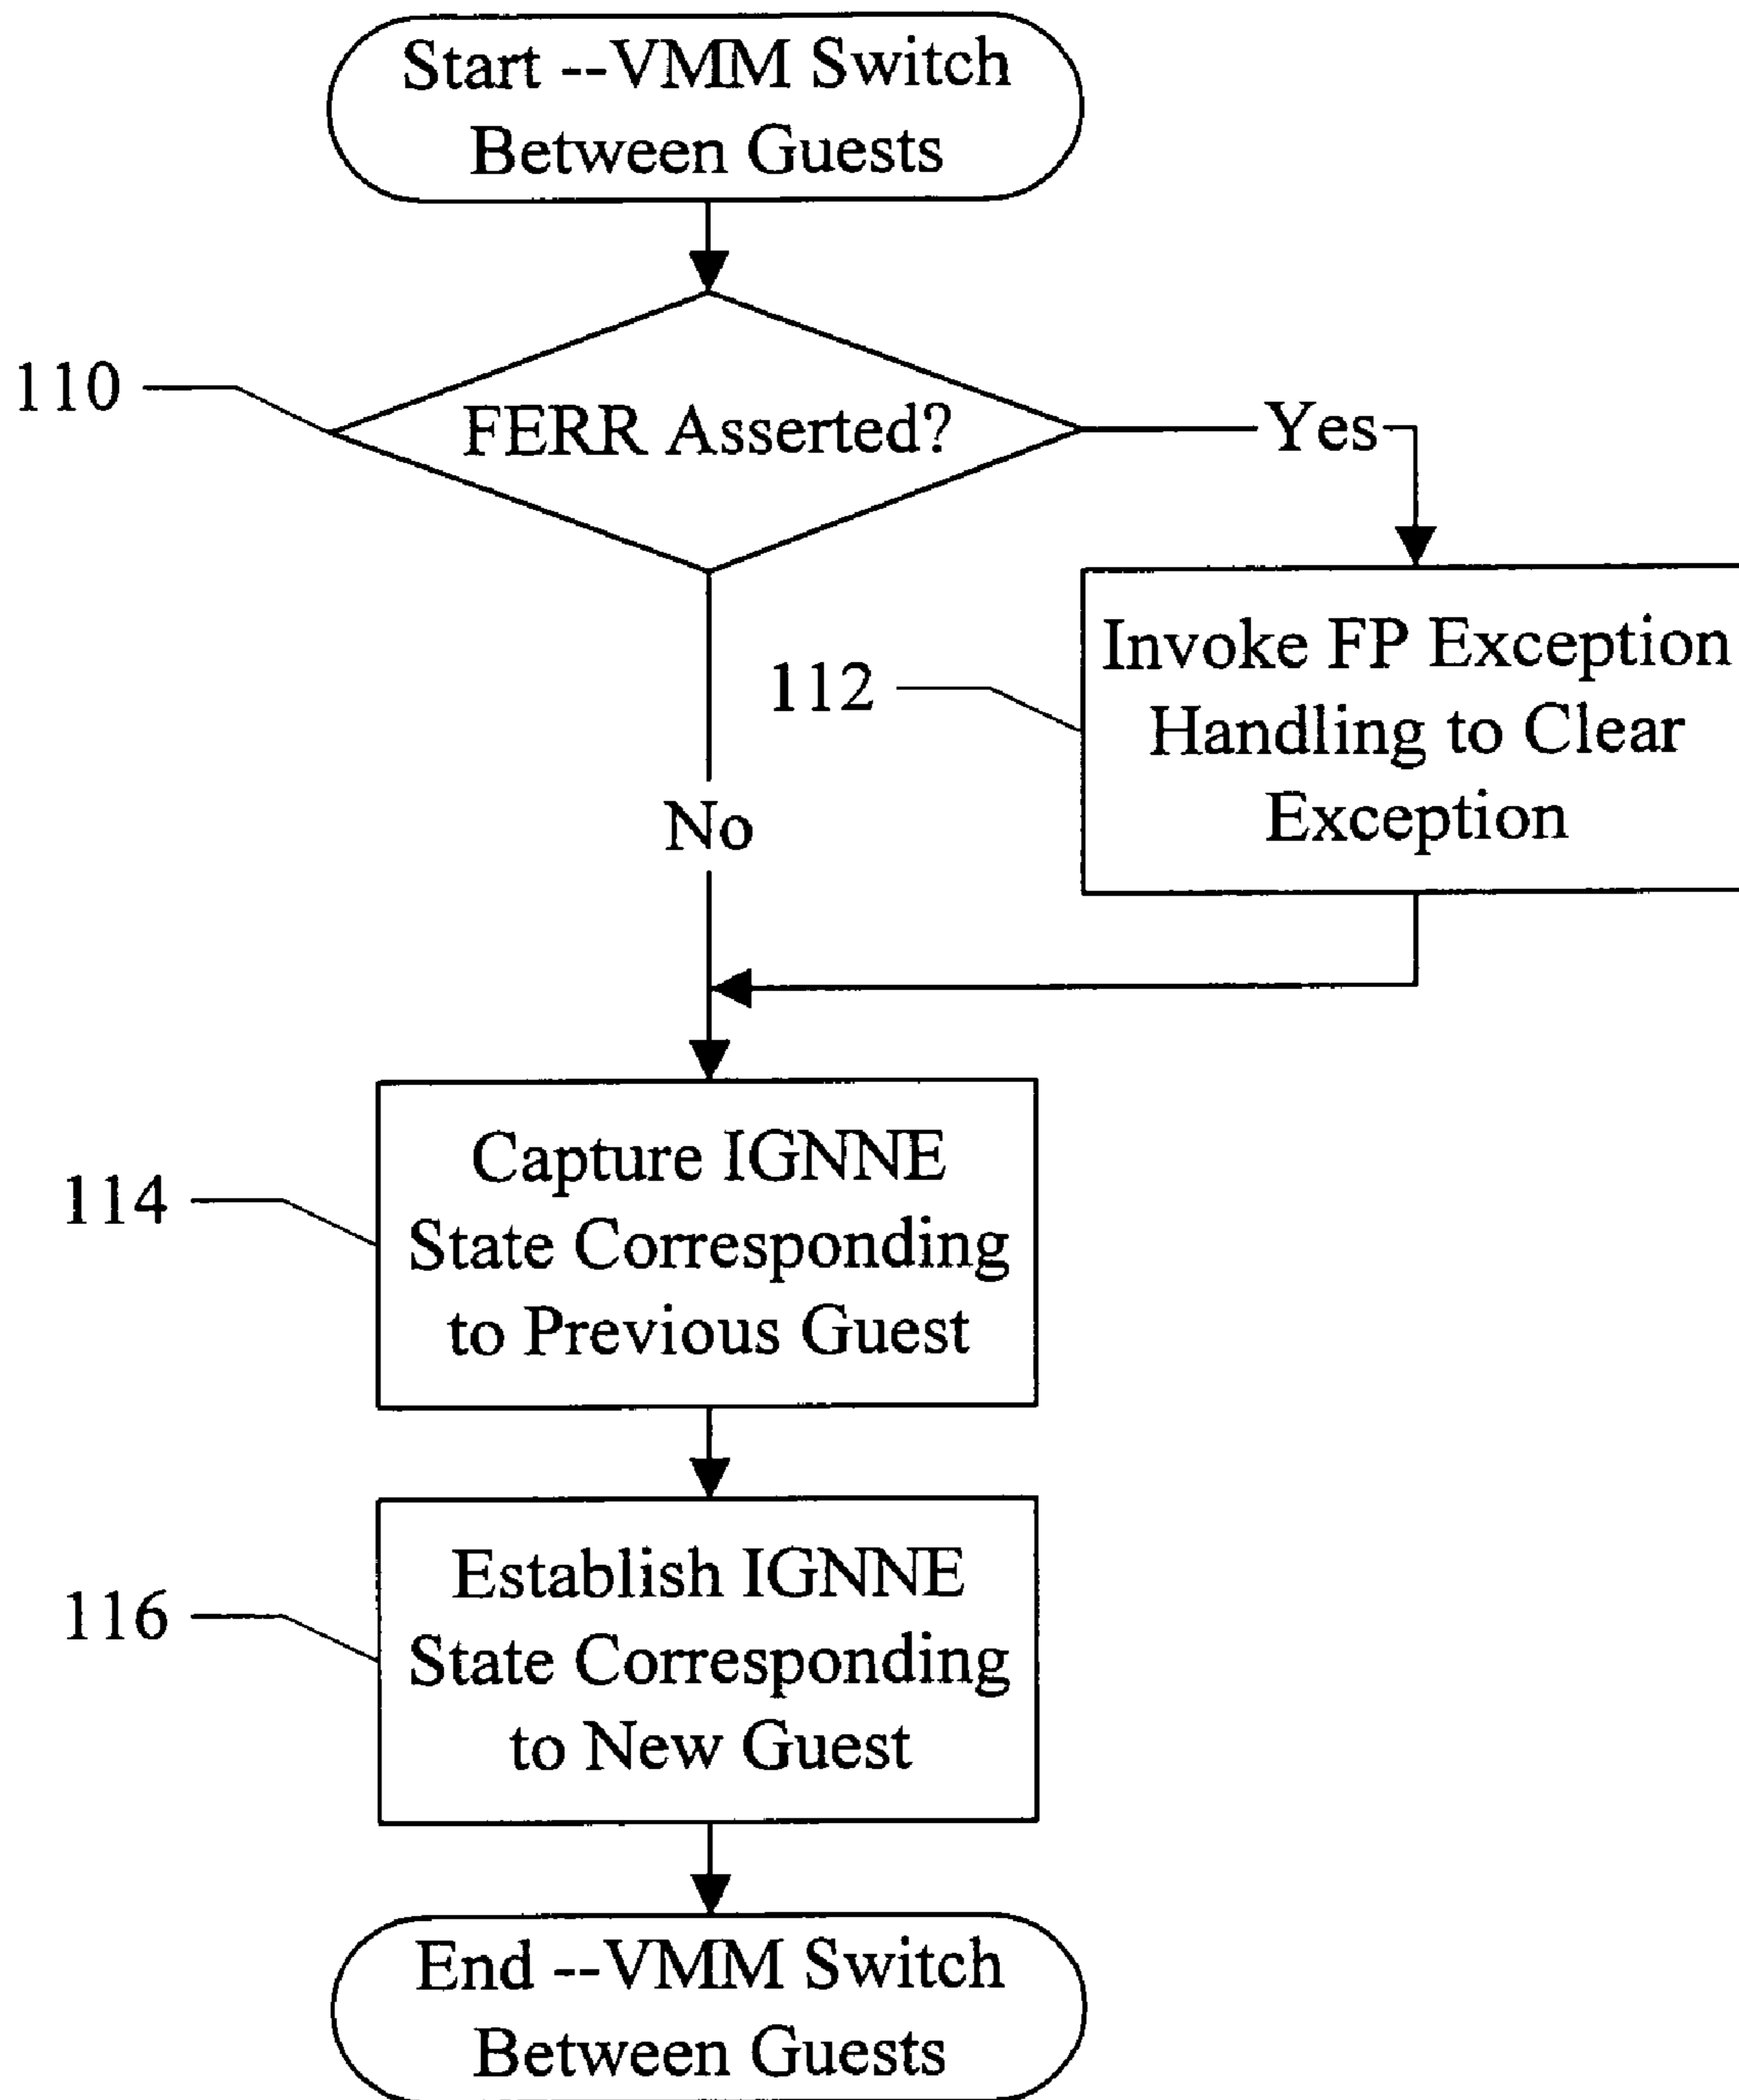 Start --VMM Switch
Between Guests
110
FERR Asserted?
Yes
112
Invoke FP Exception
Handling to Clear
Exception
No
114
Capture IGNNE
State Corresponding
to Previous Guest
116
Establish IGNNE
State Corresponding
to New Guest
End --VMM Switch
Between Guests